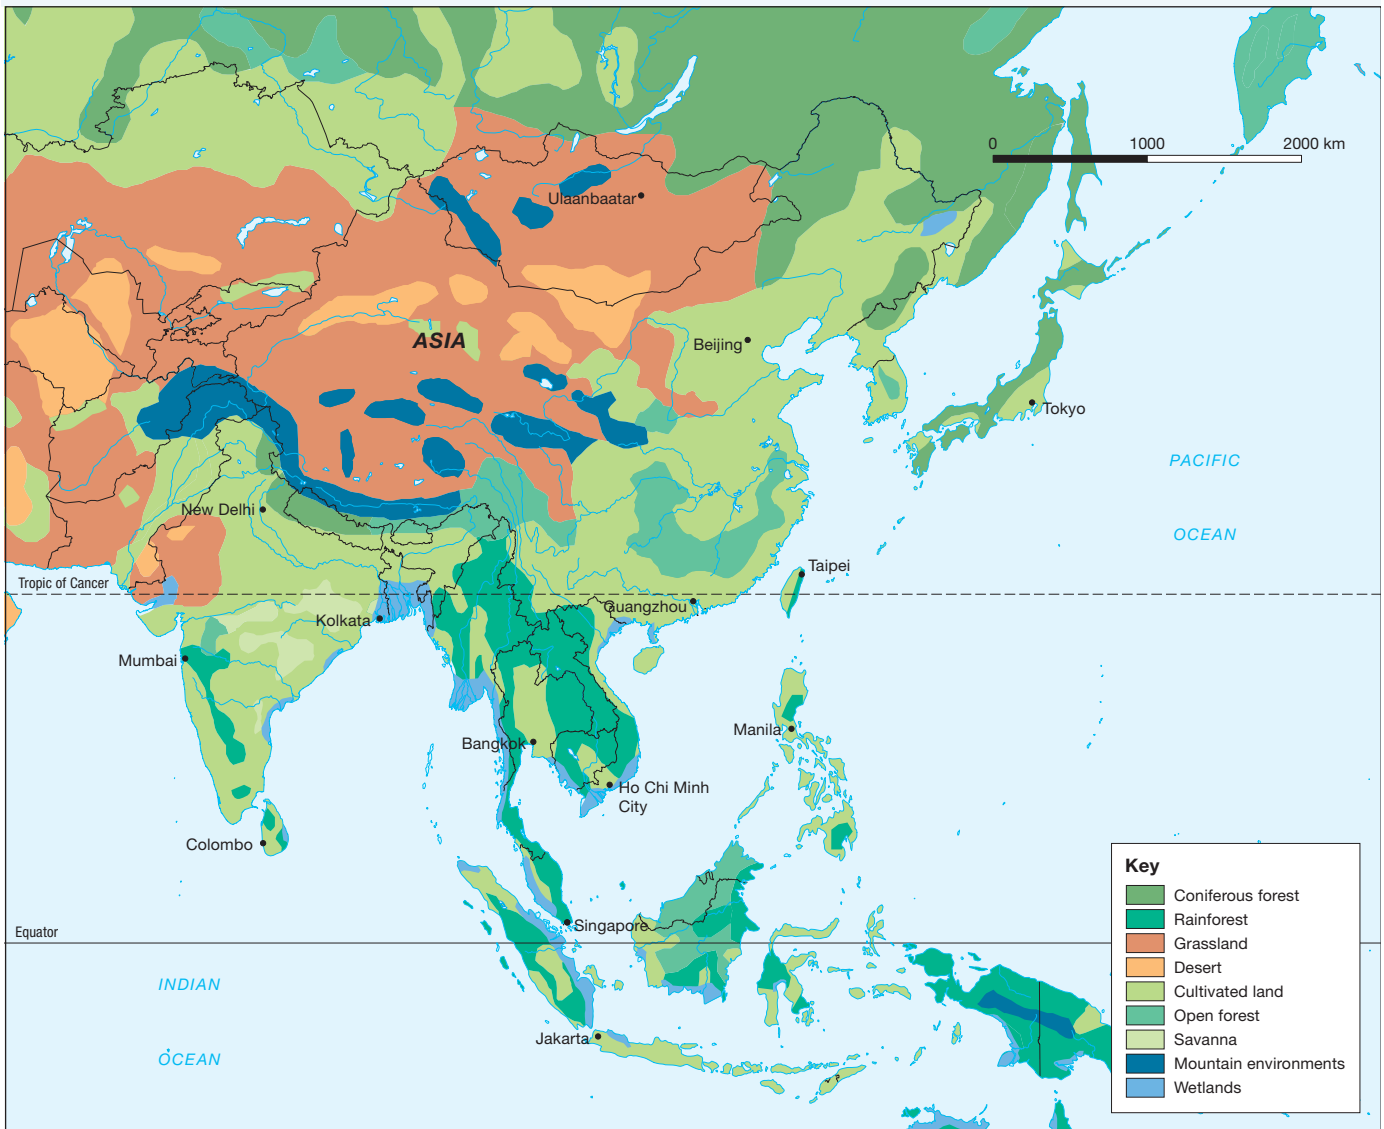 0 1000 2000 km
Ulaanbaatar
ASIA
Beijing
Tokyo
PACIFIC
OCEAN
New Delhi
Tropic of Cancer
Taipei
Guangzhou
Kolkata
Mumbai
Manila
Bangkok
Ho Chi Minh
City
Colombo
Singapore
Equator
INDIAN
OCEAN
Jakarta
Key
Coniferous forest
Rainforest
Grassland
Desert
Cultivated land
Open forest
Savanna
Mountain environments
Wetlands